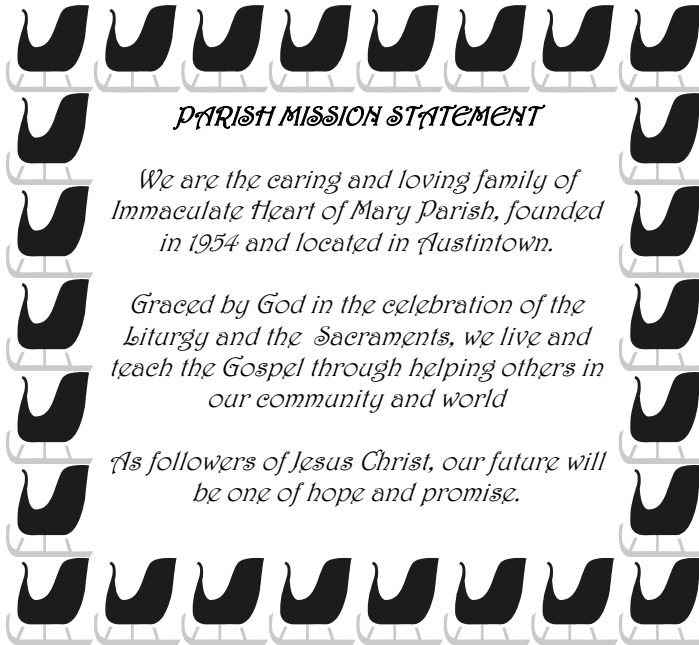 PARISH MISSION STATEMENT
We are the caring and loving family of
Immaculate Heart of Mary Parish, founded
in 1954 and located in Austintown.
Graced by God in the celebration of the
Liturgy and the Sacraments, we live and
teach the Gospel through helping others in
our community and world
As followers of Jesus Christ, our future will
be one of hope and promise.